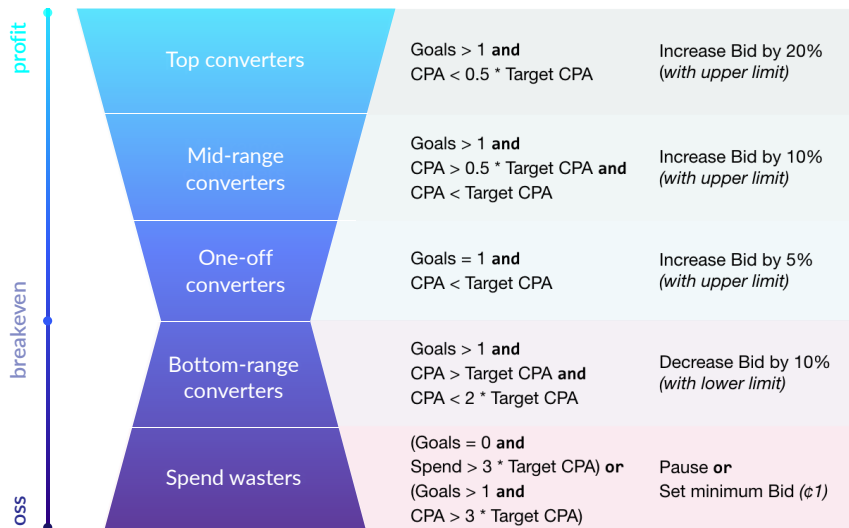 profit
breakeven
oss
Top converters
Goals > 1 and
CPA < 0.5 * Target CPA
Increase Bid by 20%
(with upper limit)
Mid-range
converters
Goals > 1 and
CPA > 0.5 * Target CPA and
CPA < Target CPA
Increase Bid by 10%
(with upper limit)
One-off
converters
Goals = 1 and
CPA < Target CPA
Increase Bid by 5%
(with upper limit)
Bottom-range
converters
Goals > 1 and
CPA > Target CPA and
CPA < 2 * Target CPA
Decrease Bid by 10%
(with lower limit)
Spend wasters
(Goals = 0 and
Spend > 3 * Target CPA) or
(Goals > 1 and
CPA > 3 * Target CPA)
Pause or
Set minimum Bid (¢1)